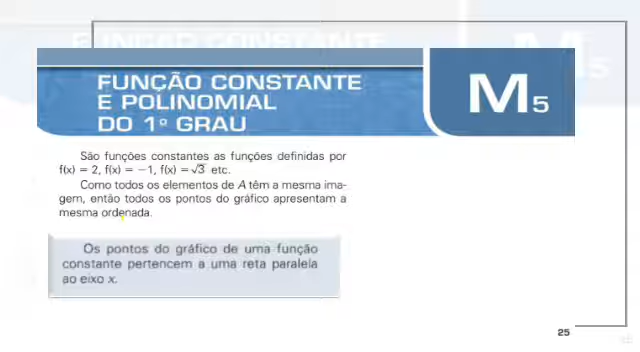 FUNÇÃO CONSTANTE
E POLINOMIAL
DO 1º GRAU
M5
São funções constantes as funções definidas por
f(x) = 2, f(x) = −1, f(x) = √3 etc.
Como todos os elementos de A têm a mesma ima-
gem, então todos os pontos do gráfico apresentam a
mesma ordenada.
Os pontos do gráfico de uma função
constante pertencem a uma reta paralela
ao eixo x.
25